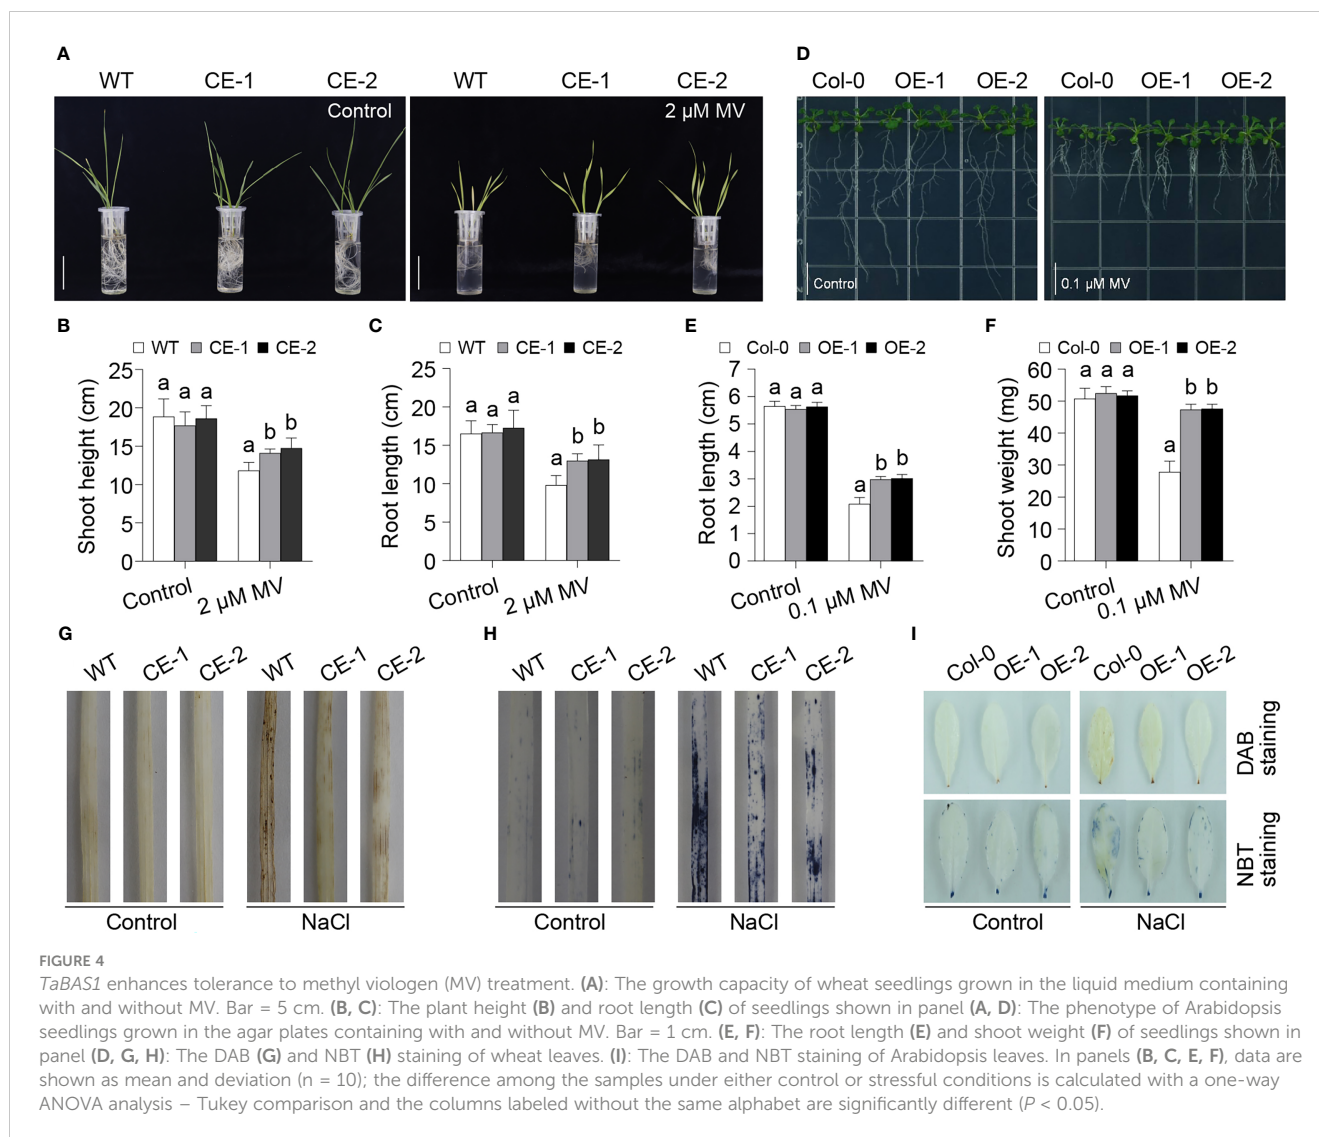 A
WT CE-1 CE-2 WT CE-1 CE-2
Control 2 µM MV
D
Col-0 OE-1 OE-2 Col-0 OE-1 OE-2
Control 0.1 µM MV
B
WT CE-1 CE-2
Shoot height (cm)
25
20
15
10
5
0
a a a a b b
Control 2 µM MV
C
WT CE-1 CE-2
Root length (cm)
25
20
15
10
5
0
a a a a b b
Control 2 µM MV
E
Col-0 OE-1 OE-2
Root length (cm)
7
6
5
4
3
2
1
0
a a a a b b
Control 0.1 µM MV
F
Col-0 OE-1 OE-2
Shoot weight (mg)
60
50
40
30
20
10
0
a a a a b b
Control 0.1 µM MV
G
WT CE-1 CE-2 WT CE-1 CE-2
Control NaCl
H
WT CE-1 CE-2 WT CE-1 CE-2
Control NaCl
I
Col-0 OE-1 OE-2 Col-0 OE-1 OE-2
DAB
staining
NBT
staining
Control NaCl
FIGURE 4
TaBAS1 enhances tolerance to methyl viologen (MV) treatment. (A): The growth capacity of wheat seedlings grown in the liquid medium containing
with and without MV. Bar = 5 cm. (B, C): The plant height (B) and root length (C) of seedlings shown in panel (A, D): The phenotype of Arabidopsis
seedlings grown in the agar plates containing with and without MV. Bar = 1 cm. (E, F): The root length (E) and shoot weight (F) of seedlings shown in
panel (D, G, H): The DAB (G) and NBT (H) staining of wheat leaves. (I): The DAB and NBT staining of Arabidopsis leaves. In panels (B, C, E, F), data are
shown as mean and deviation (n = 10); the difference among the samples under either control or stressful conditions is calculated with a one-way
ANOVA analysis – Tukey comparison and the columns labeled without the same alphabet are significantly different (P < 0.05).